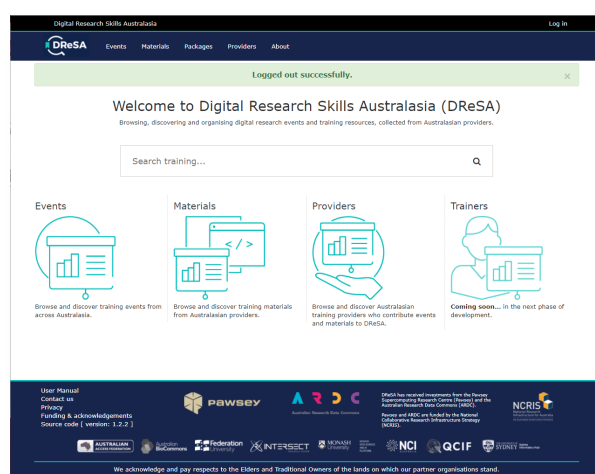 Digital Research Skills Australasia
Log in
DReSA
Events Materials Packages Providers About
Logged out successfully.
×
Welcome to Digital Research Skills Australasia (DReSA)
Browsing, discovering and organising digital research events and training resources, collected from Australasian providers.
Search training...
Events
Materials
Providers
Trainers
</>
Browse and discover training events from
across Australasia.
Browse and discover training materials
from Australasian providers.
Browse and discover Australasian
training providers who contribute events
and materials to DReSA.
Coming soon... in the next phase of
development.
User Manual
Contact us
Privacy
Funding & acknowledgements
Source code [ version: 1.2.2 ]
pawsey
ARDC
Australian Research Data Commons
DReSA has received investments from the Pawsey
Supercomputing Research Centre (Pawsey) and the
Australian Research Data Commons (ARDC).
Pawsey and ARDC are funded by the National
Collaborative Research Infrastructure Strategy
(NCRIS).
NCRIS
AUSTRALIAN
ACCESS FEDERATION
Australian
BioCommons
Federation
University
INTERSECT
MONASH
NCI
QCIF
SYDNEY
We acknowledge and pay respects to the Elders and Traditional Owners of the lands on which our partner organisations stand.